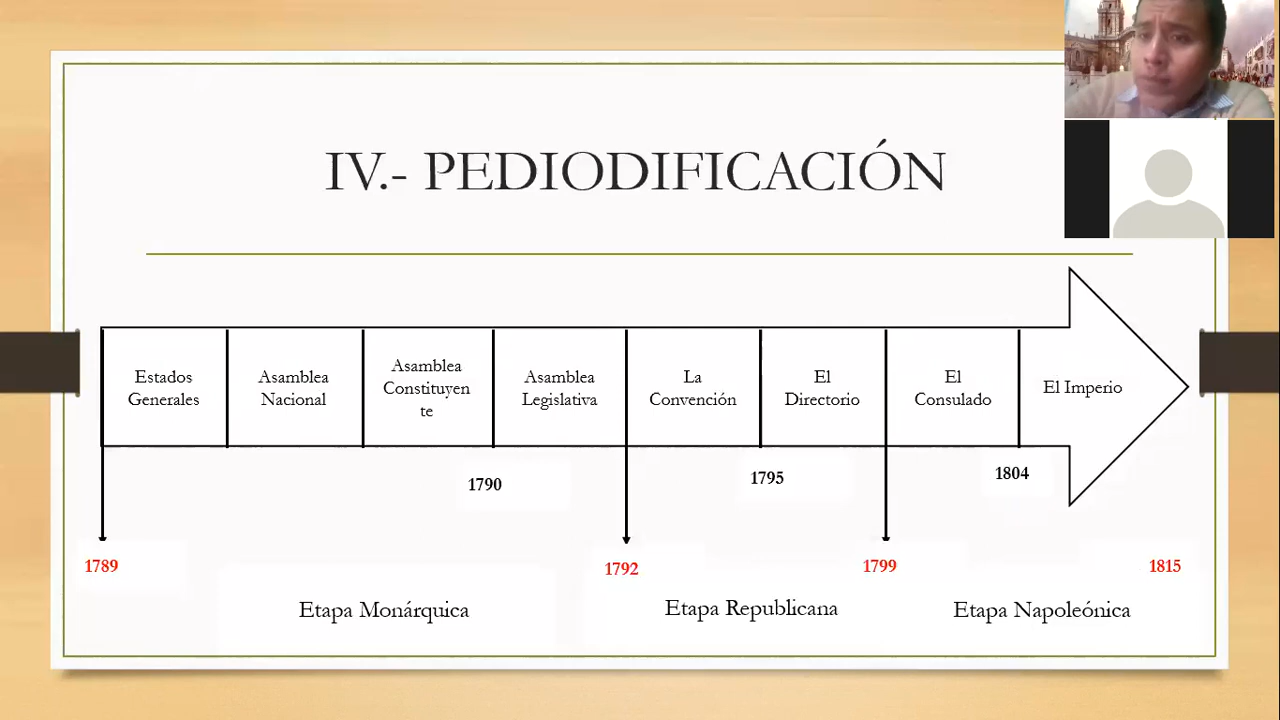 IV.- PEDIODIFICACIÓN
Estados
Generales
Asamblea
Nacional
Asamblea
Constituyen
te
Asamblea
Legislativa
La
Convención
El
Directorio
El
Consulado
El Imperio
1790
1795
1804
1789
1792
1799
1815
Etapa Monárquica
Etapa Republicana
Etapa Napoleónica